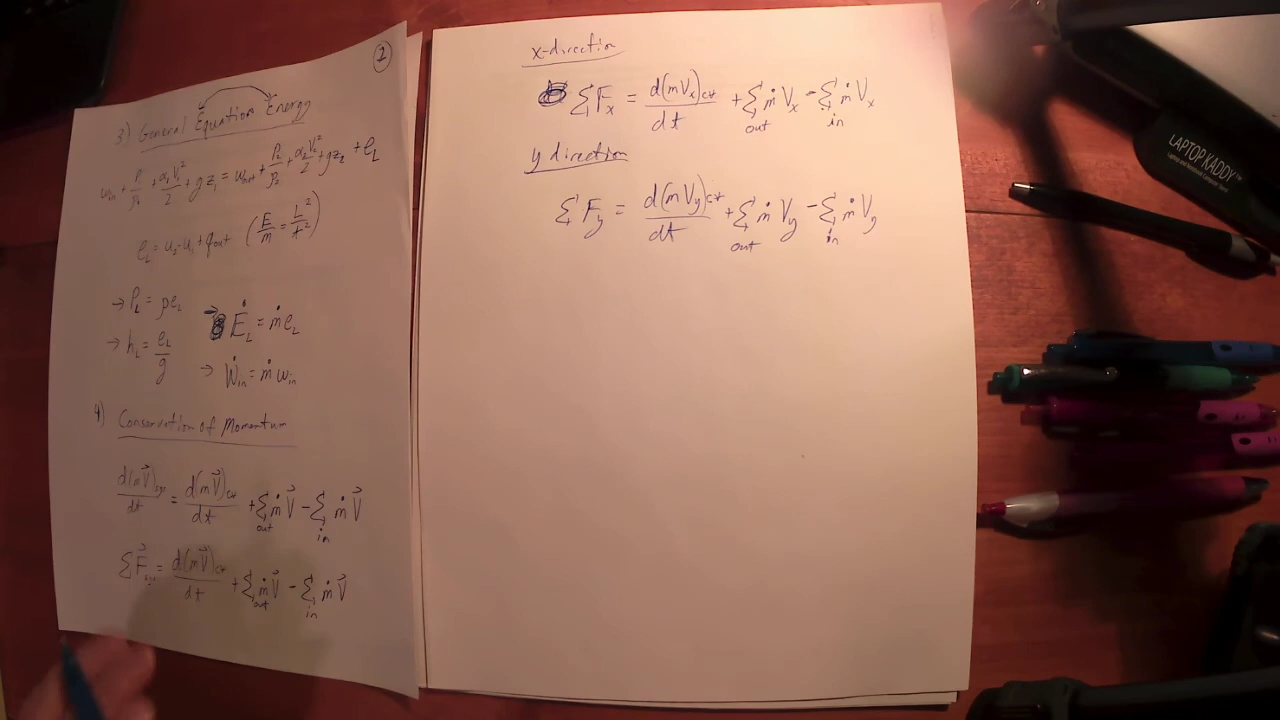 ②
3) General Equation Energy
w_in + P₁/ρ₁ + α₁V₁²/2 + gz₁ = w_out + P₂/ρ₂ + α₂V₂²/2 + gz₂ + e_L
e_L = u₂-u₁+q_out (E/m = L²/t²)
→ P_L = ρe_L
→ Ė_L = ṁe_L
→ h_L = e_L/g
→ Ẇ_in = ṁw_in
4) Conservation of Momentum
d(mV⃗)_sys/dt = d(mV⃗)_cv/dt + Σ_out ṁV⃗ - Σ_in ṁV⃗
ΣF⃗_sys = d(mV⃗)_cv/dt + Σ_out ṁV⃗ - Σ_in ṁV⃗
x-direction
ΣF_x = d(mV_x)_cv/dt + Σ_out ṁV_x - Σ_in ṁV_x
y direction
ΣF_y = d(mV_y)_cv/dt + Σ_out ṁV_y - Σ_in ṁV_y
LAPTOP KADDY™